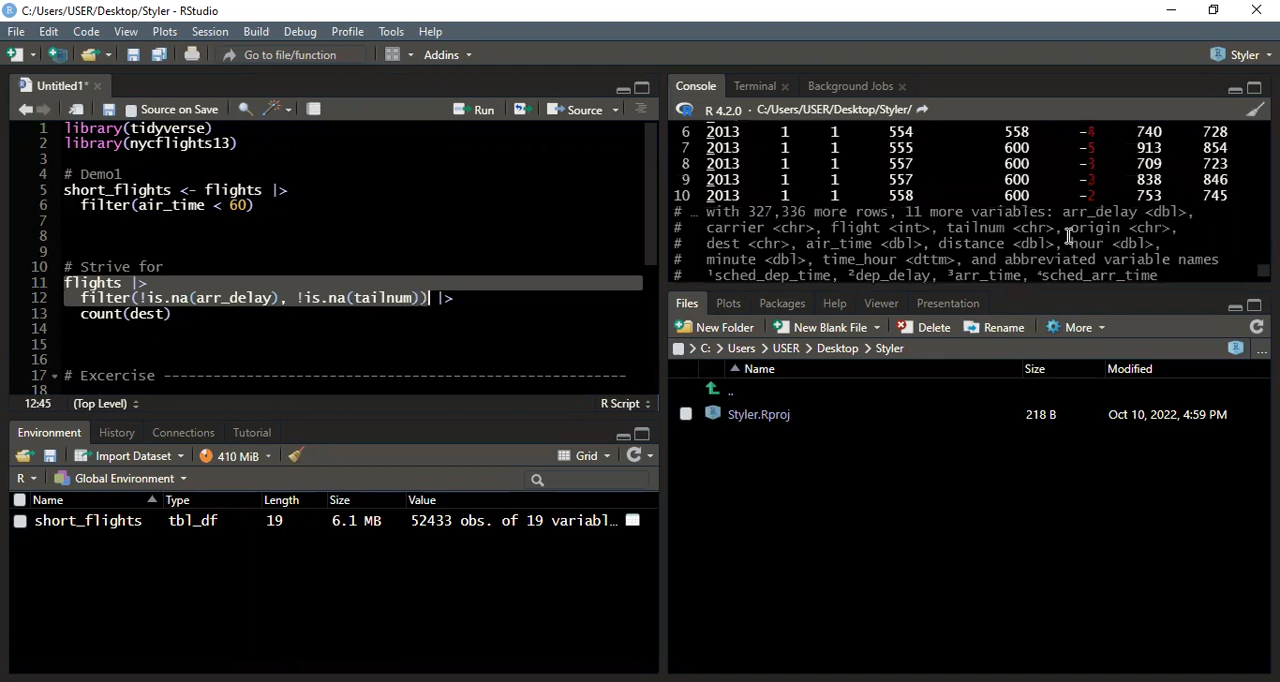 C:/Users/USER/Desktop/Styler - RStudio
File Edit Code View Plots Session Build Debug Profile Tools Help
Go to file/function Addins Styler
Untitled1* ×
Source on Save Run Source
1 library(tidyverse)
2 library(nycflights13)
3
4 # Demo1
5 short_flights <- flights |>
6 filter(air_time < 60)
7
8
9
10 # Strive for
11 flights |>
12 filter(!is.na(arr_delay), !is.na(tailnum)) |>
13 count(dest)
14
15
16
17 # Excercise --------------------------------------------------------
18
12:45 (Top Level) R Script
Environment History Connections Tutorial
Import Dataset 410 MiB Grid
R Global Environment
Name Type Length Size Value
short_flights tbl_df 19 6.1 MB 52433 obs. of 19 variabl…
Console Terminal × Background Jobs ×
R 4.2.0 · C:/Users/USER/Desktop/Styler/
6 2013 1 1 554 558 -4 740 728
7 2013 1 1 555 600 -5 913 854
8 2013 1 1 557 600 -3 709 723
9 2013 1 1 557 600 -3 838 846
10 2013 1 1 558 600 -2 753 745
# … with 327,336 more rows, 11 more variables: arr_delay <dbl>,
# carrier <chr>, flight <int>, tailnum <chr>, origin <chr>,
# dest <chr>, air_time <dbl>, distance <dbl>, hour <dbl>,
# minute <dbl>, time_hour <dttm>, and abbreviated variable names
# ¹sched_dep_time, ²dep_delay, ³arr_time, ⁴sched_arr_time
Files Plots Packages Help Viewer Presentation
New Folder New Blank File Delete Rename More
C: > Users > USER > Desktop > Styler ...
Name Size Modified
..
Styler.Rproj 218 B Oct 10, 2022, 4:59 PM